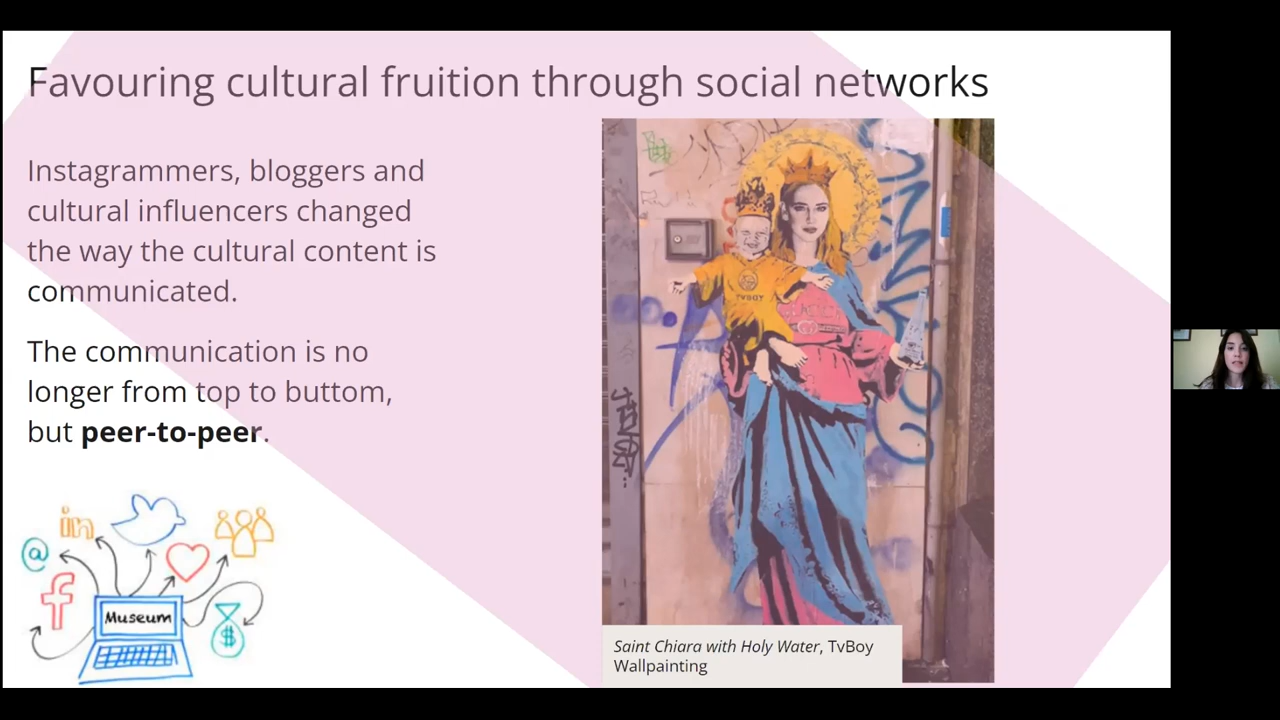 Favouring cultural fruition through social networks
Instagrammers, bloggers and
cultural influencers changed
the way the cultural content is
communicated.
The communication is no
longer from top to buttom,
but peer-to-peer.
in
@
f
Museum
$
TVBOY
Saint Chiara with Holy Water, TvBoy
Wallpainting